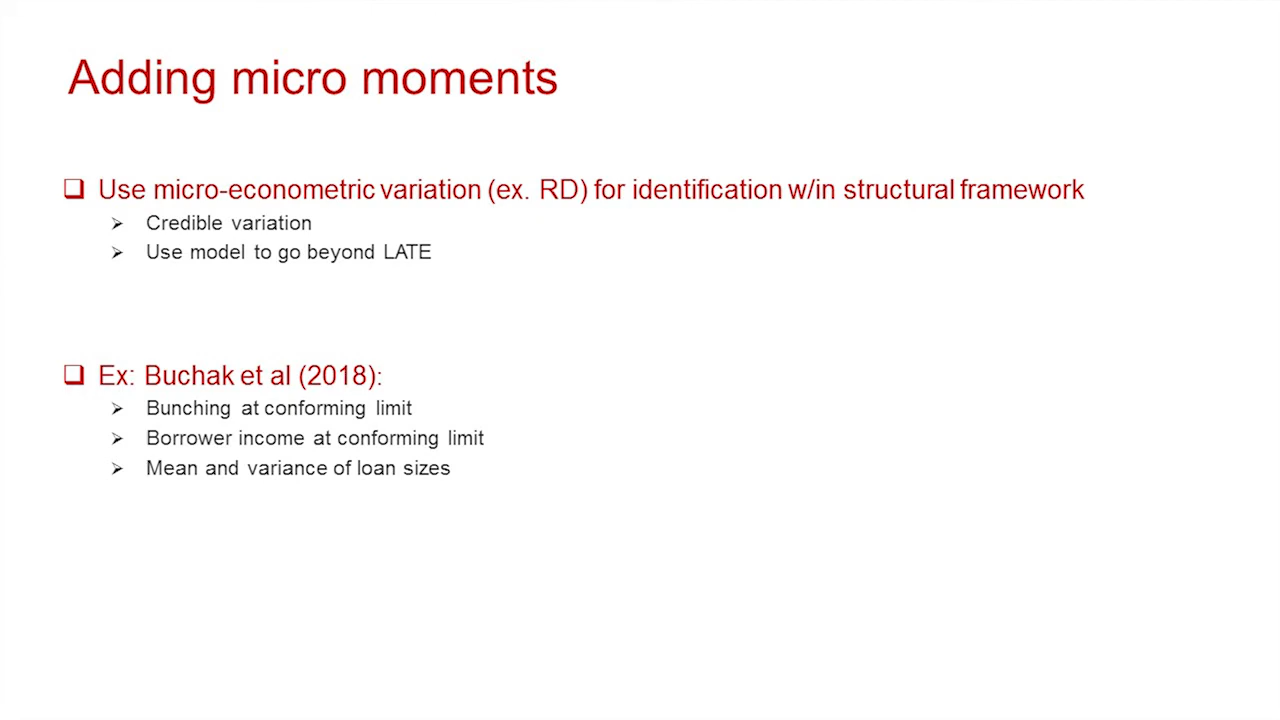 Adding micro moments
❑ Use micro-econometric variation (ex. RD) for identification w/in structural framework
➢ Credible variation
➢ Use model to go beyond LATE
❑ Ex: Buchak et al (2018):
➢ Bunching at conforming limit
➢ Borrower income at conforming limit
➢ Mean and variance of loan sizes